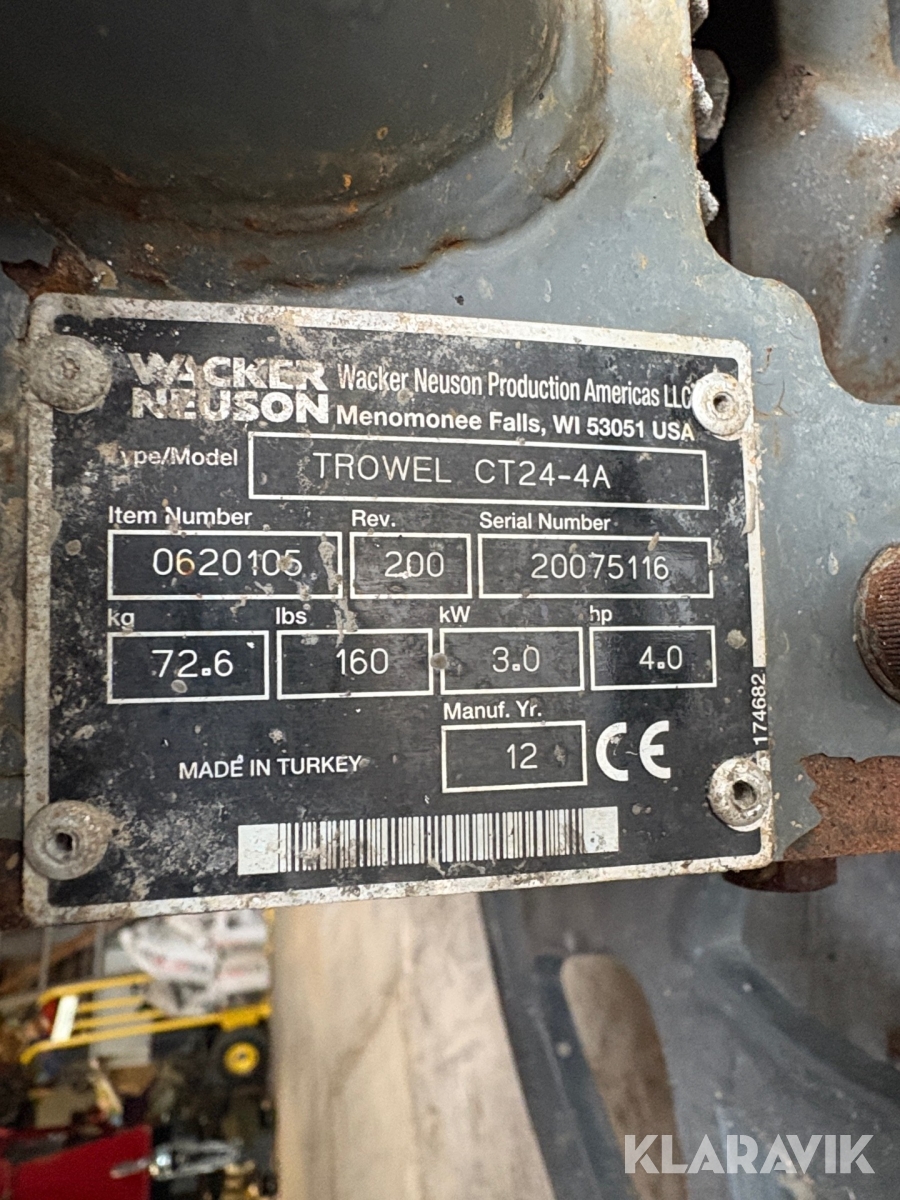 WACKER
NEUSON
Wacker Neuson Production Americas LLC
Menomonee Falls, WI 53051 USA
Type/Model
TROWEL CT24-4A
Item Number Rev. Serial Number
0620105 200 20075116
kg lbs kW hp
72.6 160 3.0 4.0
Manuf. Yr.
MADE IN TURKEY 12 CE
174682
KLARAVIK